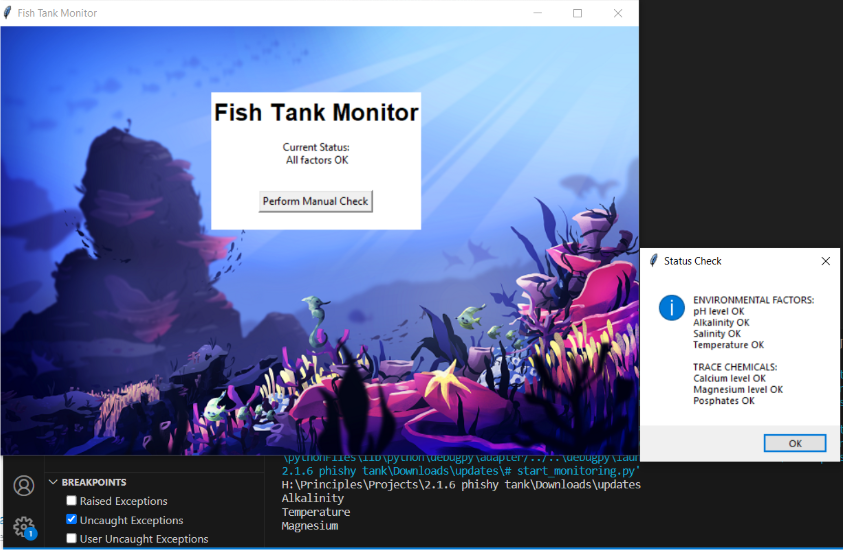 Fish Tank Monitor
Fish Tank Monitor
Current Status:
All factors OK
Perform Manual Check
Status Check
ENVIRONMENTAL FACTORS:
pH level OK
Alkalinity OK
Salinity OK
Temperature OK
TRACE CHEMICALS:
Calcium level OK
Magnesium level OK
Posphates OK
OK
BREAKPOINTS
Raised Exceptions
Uncaught Exceptions
User Uncaught Exceptions
1
\pythonFiles\lib\python\debugpy\adapter/../..\debugpy\laun
2.1.6 phishy tank\Downloads\updates\# start_monitoring.py'
H:\Principles\Projects\2.1.6 phishy tank\Downloads\updates
Alkalinity
Temperature
Magnesium